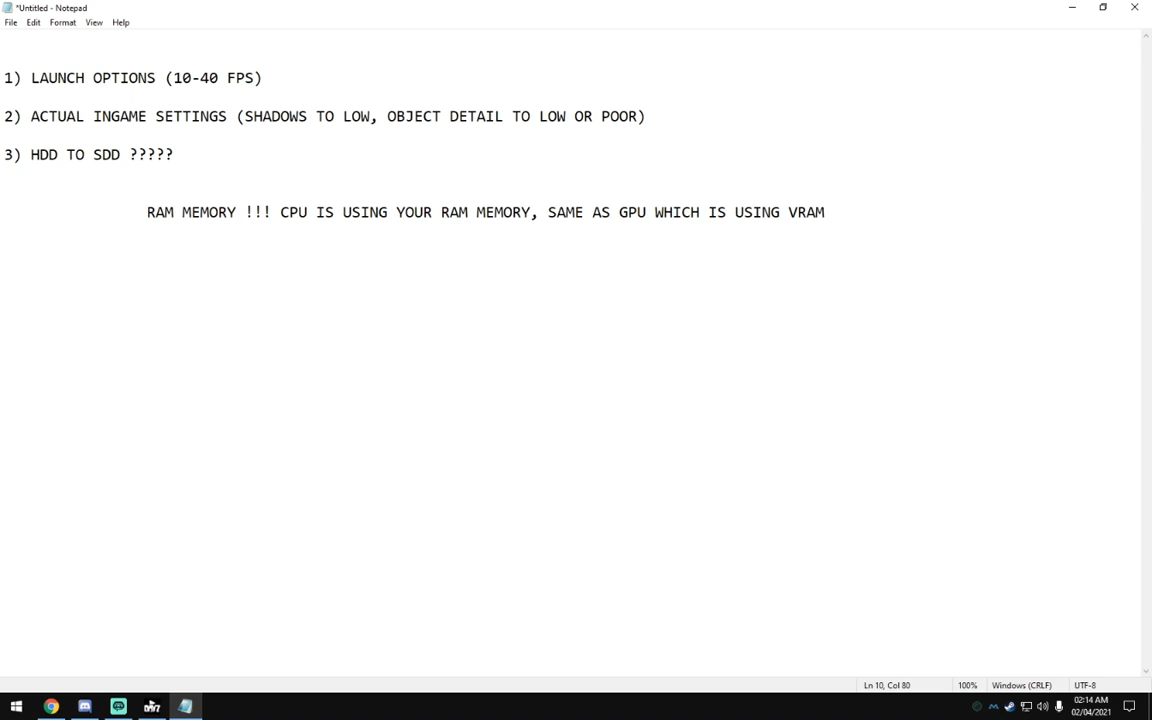 *Untitled - Notepad
File Edit Format View Help
1) LAUNCH OPTIONS (10-40 FPS)
2) ACTUAL INGAME SETTINGS (SHADOWS TO LOW, OBJECT DETAIL TO LOW OR POOR)
3) HDD TO SDD ?????
RAM MEMORY !!! CPU IS USING YOUR RAM MEMORY, SAME AS GPU WHICH IS USING VRAM
Ln 10, Col 80 100% Windows (CRLF) UTF-8
02:14 AM
02/04/2021